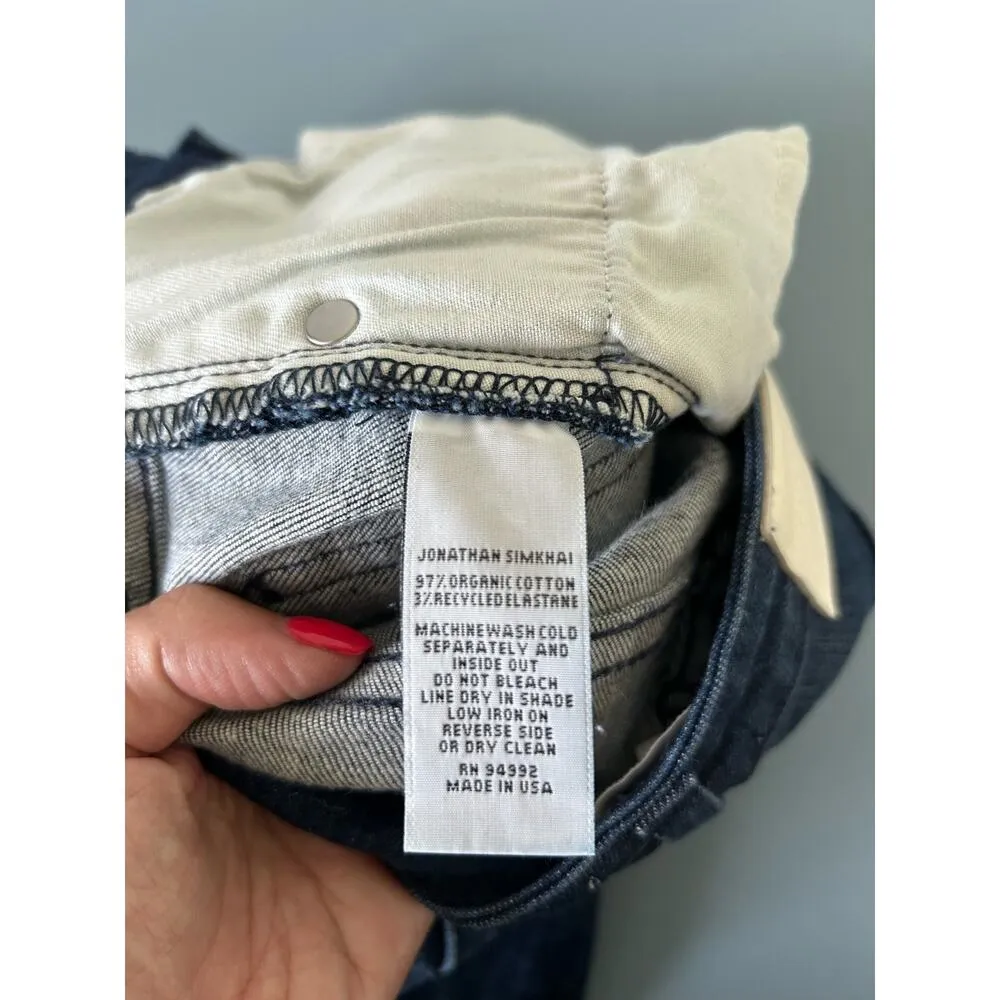 JONATHAN SIMKHAI
97% ORGANIC COTTON
3% RECYCLED ELASTANE
MACHINE WASH COLD
SEPARATELY AND
INSIDE OUT
DO NOT BLEACH
LINE DRY IN SHADE
LOW IRON ON
REVERSE SIDE
OR DRY CLEAN
RN 94992
MADE IN USA